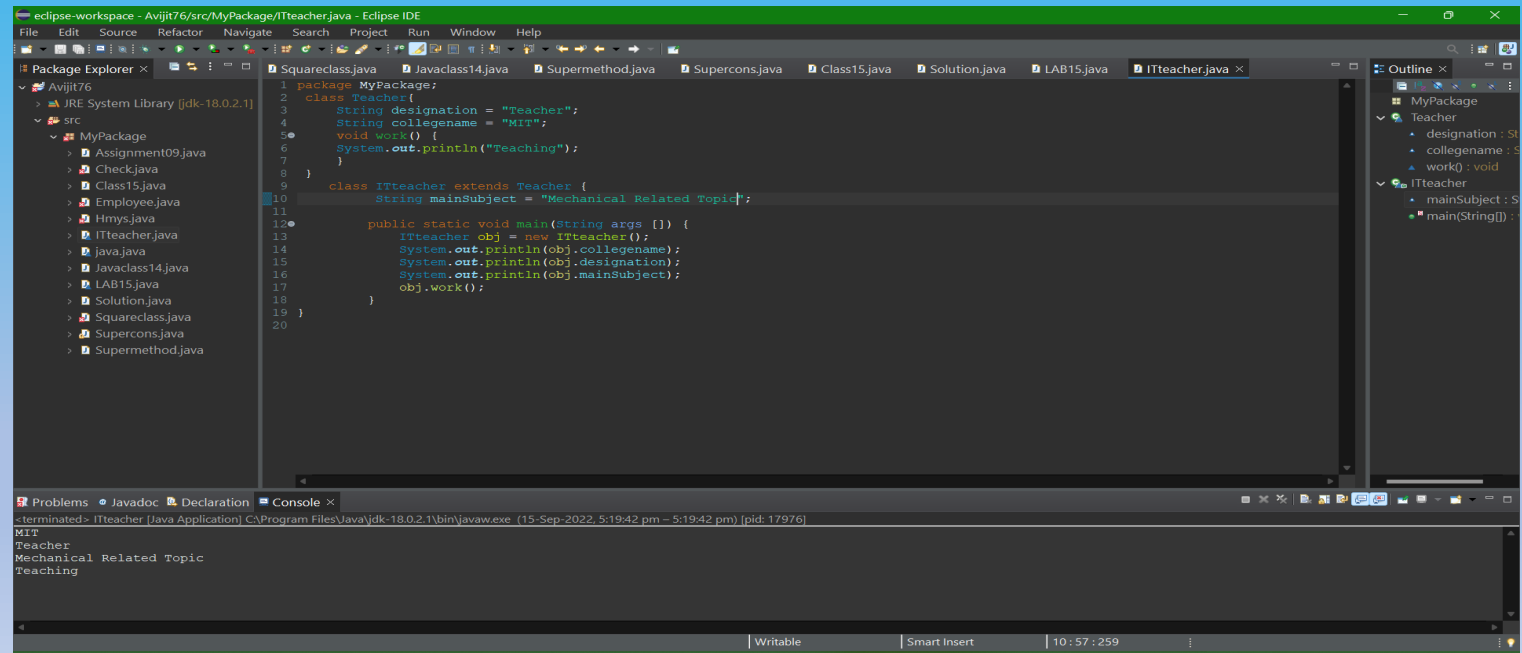 eclipse-workspace - Avijit76/src/MyPackage/ITteacher.java - Eclipse IDE
File Edit Source Refactor Navigate Search Project Run Window Help
Package Explorer
Avijit76
JRE System Library [jdk-18.0.2.1]
src
MyPackage
Assignment09.java
Check.java
Class15.java
Employee.java
Hmys.java
ITteacher.java
java.java
Javaclass14.java
LAB15.java
Solution.java
Squareclass.java
Supercons.java
Supermethod.java
Squareclass.java Javaclass14.java Supermethod.java Supercons.java Class15.java Solution.java LAB15.java ITteacher.java
1 package MyPackage;
2 class Teacher{
3 String designation = "Teacher";
4 String collegename = "MIT";
5 void work() {
6 System.out.println("Teaching");
7 }
8 }
9 class ITteacher extends Teacher {
10 String mainSubject = "Mechanical Related Topic";
11
12 public static void main(String args []) {
13 ITteacher obj = new ITteacher();
14 System.out.println(obj.collegename);
15 System.out.println(obj.designation);
16 System.out.println(obj.mainSubject);
17 obj.work();
18 }
19 }
20
Outline
MyPackage
Teacher
designation : St
collegename : S
work() : void
ITteacher
mainSubject : S
main(String[]) :
Problems Javadoc Declaration Console
<terminated> ITteacher [Java Application] C:\Program Files\Java\jdk-18.0.2.1\bin\javaw.exe (15-Sep-2022, 5:19:42 pm – 5:19:42 pm) [pid: 17976]
MIT
Teacher
Mechanical Related Topic
Teaching
Writable Smart Insert 10 : 57 : 259